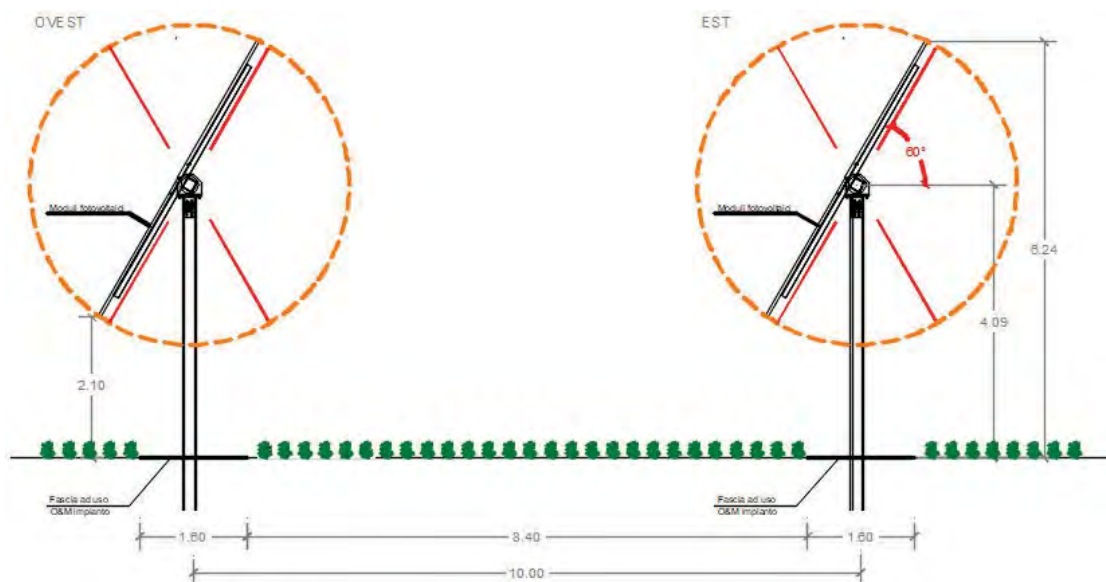 OVEST
EST
60°
Moduli fotovoltaici
Moduli fotovoltaici
6.24
4.09
2.10
Fascia ad uso
O&M impianto
Fascia ad uso
O&M impianto
1.60
8.40
1.60
10.00